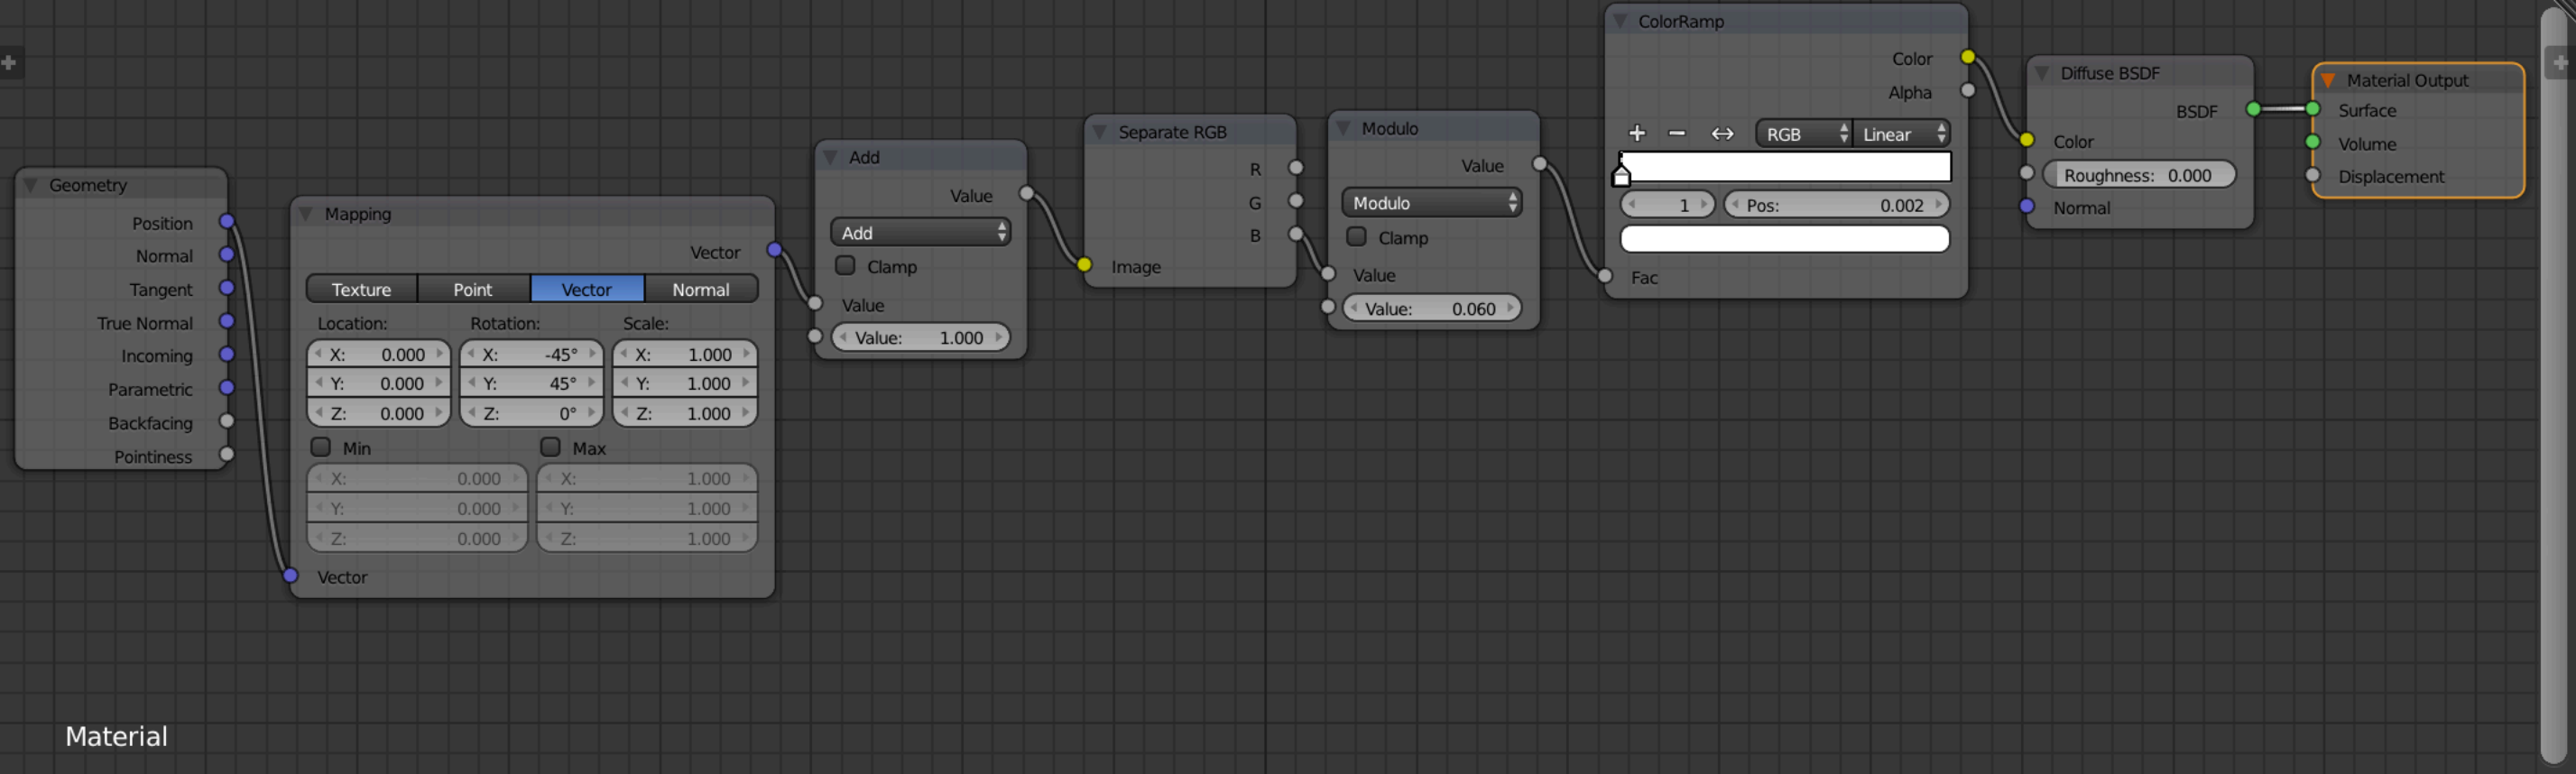 Geometry
Position
Normal
Tangent
True Normal
Incoming
Parametric
Backfacing
Pointiness
Mapping
Vector
Texture Point Vector Normal
Location: Rotation: Scale:
X: 0.000 X: -45° X: 1.000
Y: 0.000 Y: 45° Y: 1.000
Z: 0.000 Z: 0° Z: 1.000
Min Max
X: 0.000 X: 1.000
Y: 0.000 Y: 1.000
Z: 0.000 Z: 1.000
Vector
Add
Value
Add
Clamp
Value
Value: 1.000
Separate RGB
R
G
B
Image
Modulo
Value
Modulo
Clamp
Value
Value: 0.060
ColorRamp
Color
Alpha
RGB Linear
1 Pos: 0.002
Fac
Diffuse BSDF
BSDF
Color
Roughness: 0.000
Normal
Material Output
Surface
Volume
Displacement
Material